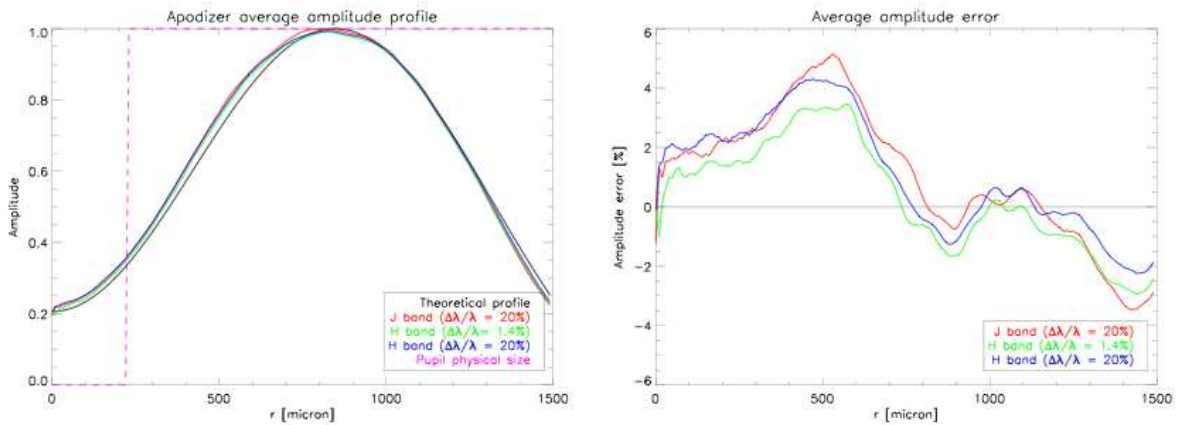 Apodizer average amplitude profile
1.0
0.8
0.6
0.4
0.2
0.0
Amplitude
0
500
1000
1500
r [micron]
Theoretical profile
J band (Δλ/λ = 20%)
H band (Δλ/λ= 1.4%)
H band (Δλ/λ = 20%)
Pupil physical size
Average amplitude error
6
4
2
0
−2
−4
−6
Amplitude error [%]
0
500
1000
1500
r [micron]
J band (Δλ/λ = 20%)
H band (Δλ/λ = 1.4%)
H band (Δλ/λ = 20%)